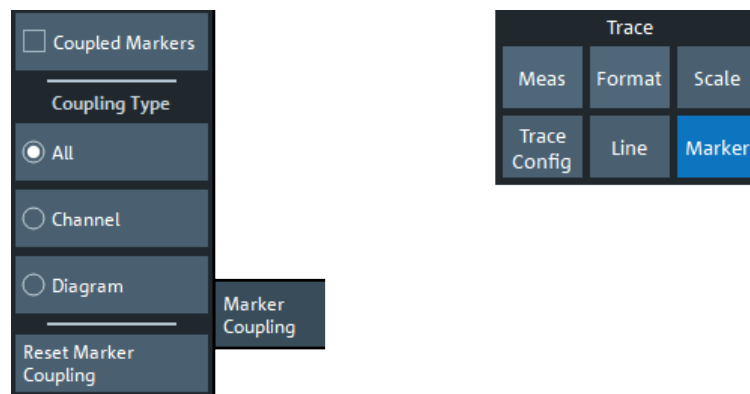 Coupled Markers
Coupling Type
All
Channel
Diagram
Reset Marker
Coupling
Marker
Coupling
Trace
Meas
Format
Scale
Trace
Config
Line
Marker